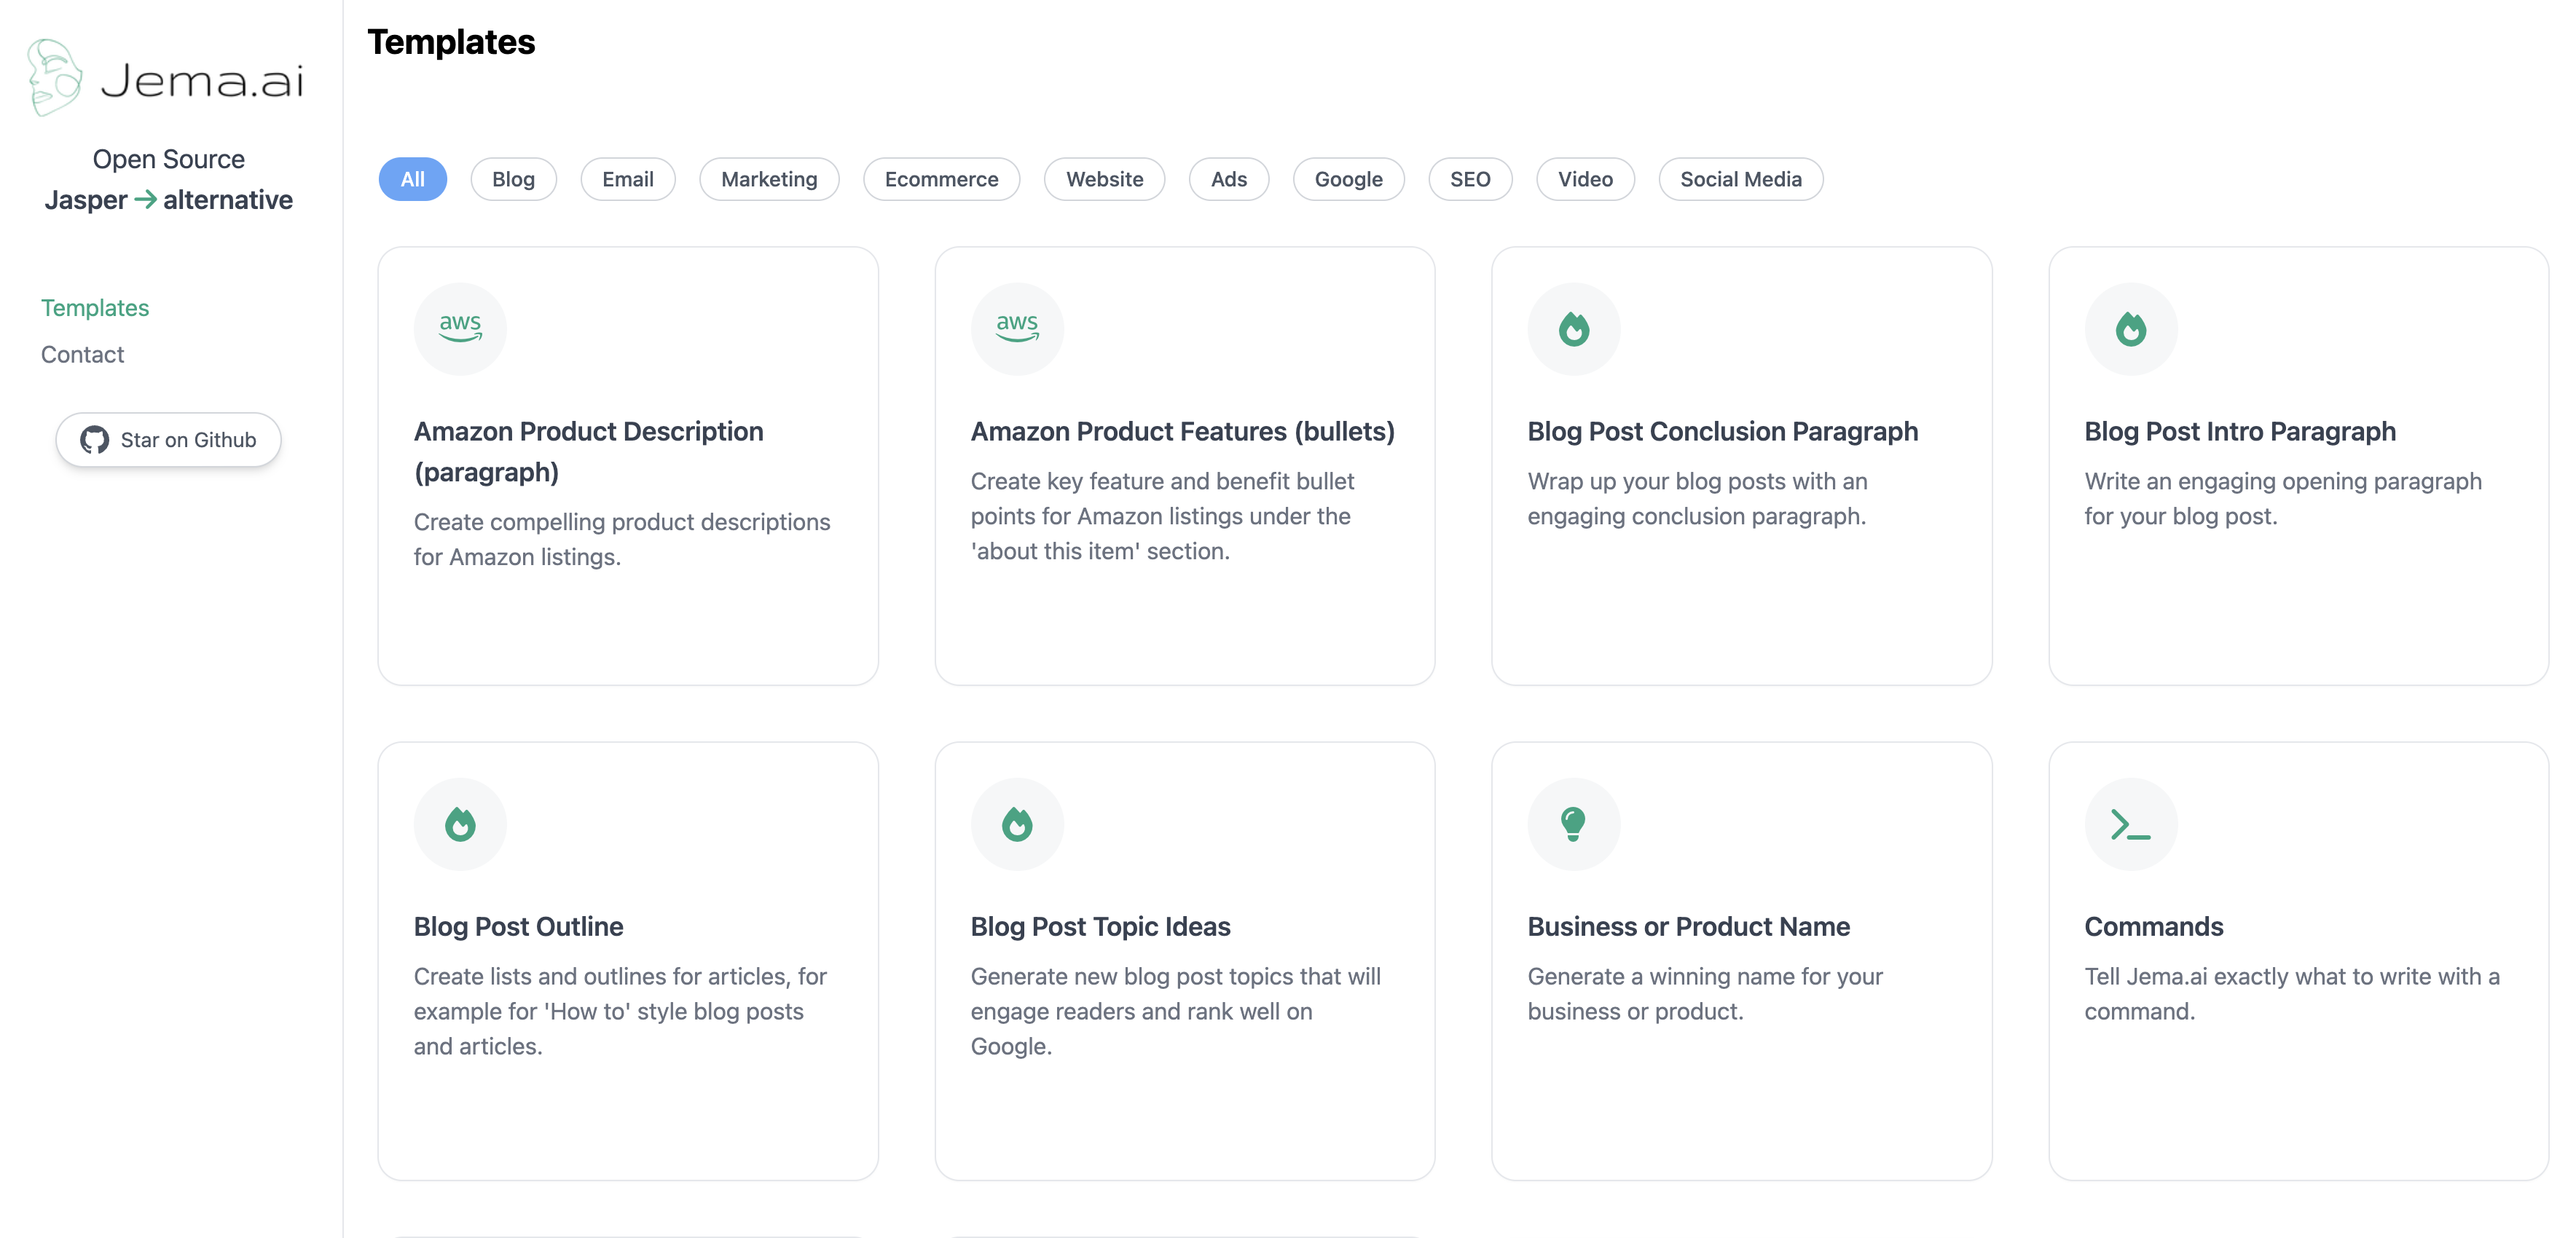 Jema.ai
Open Source
Jasper → alternative
Templates
Contact
Star on Github
Templates
All
Blog
Email
Marketing
Ecommerce
Website
Ads
Google
SEO
Video
Social Media
aws
Amazon Product Description
(paragraph)
Create compelling product descriptions
for Amazon listings.
aws
Amazon Product Features (bullets)
Create key feature and benefit bullet
points for Amazon listings under the
'about this item' section.
Blog Post Conclusion Paragraph
Wrap up your blog posts with an
engaging conclusion paragraph.
Blog Post Intro Paragraph
Write an engaging opening paragraph
for your blog post.
Blog Post Outline
Create lists and outlines for articles, for
example for 'How to' style blog posts
and articles.
Blog Post Topic Ideas
Generate new blog post topics that will
engage readers and rank well on
Google.
Business or Product Name
Generate a winning name for your
business or product.
Commands
Tell Jema.ai exactly what to write with a
command.